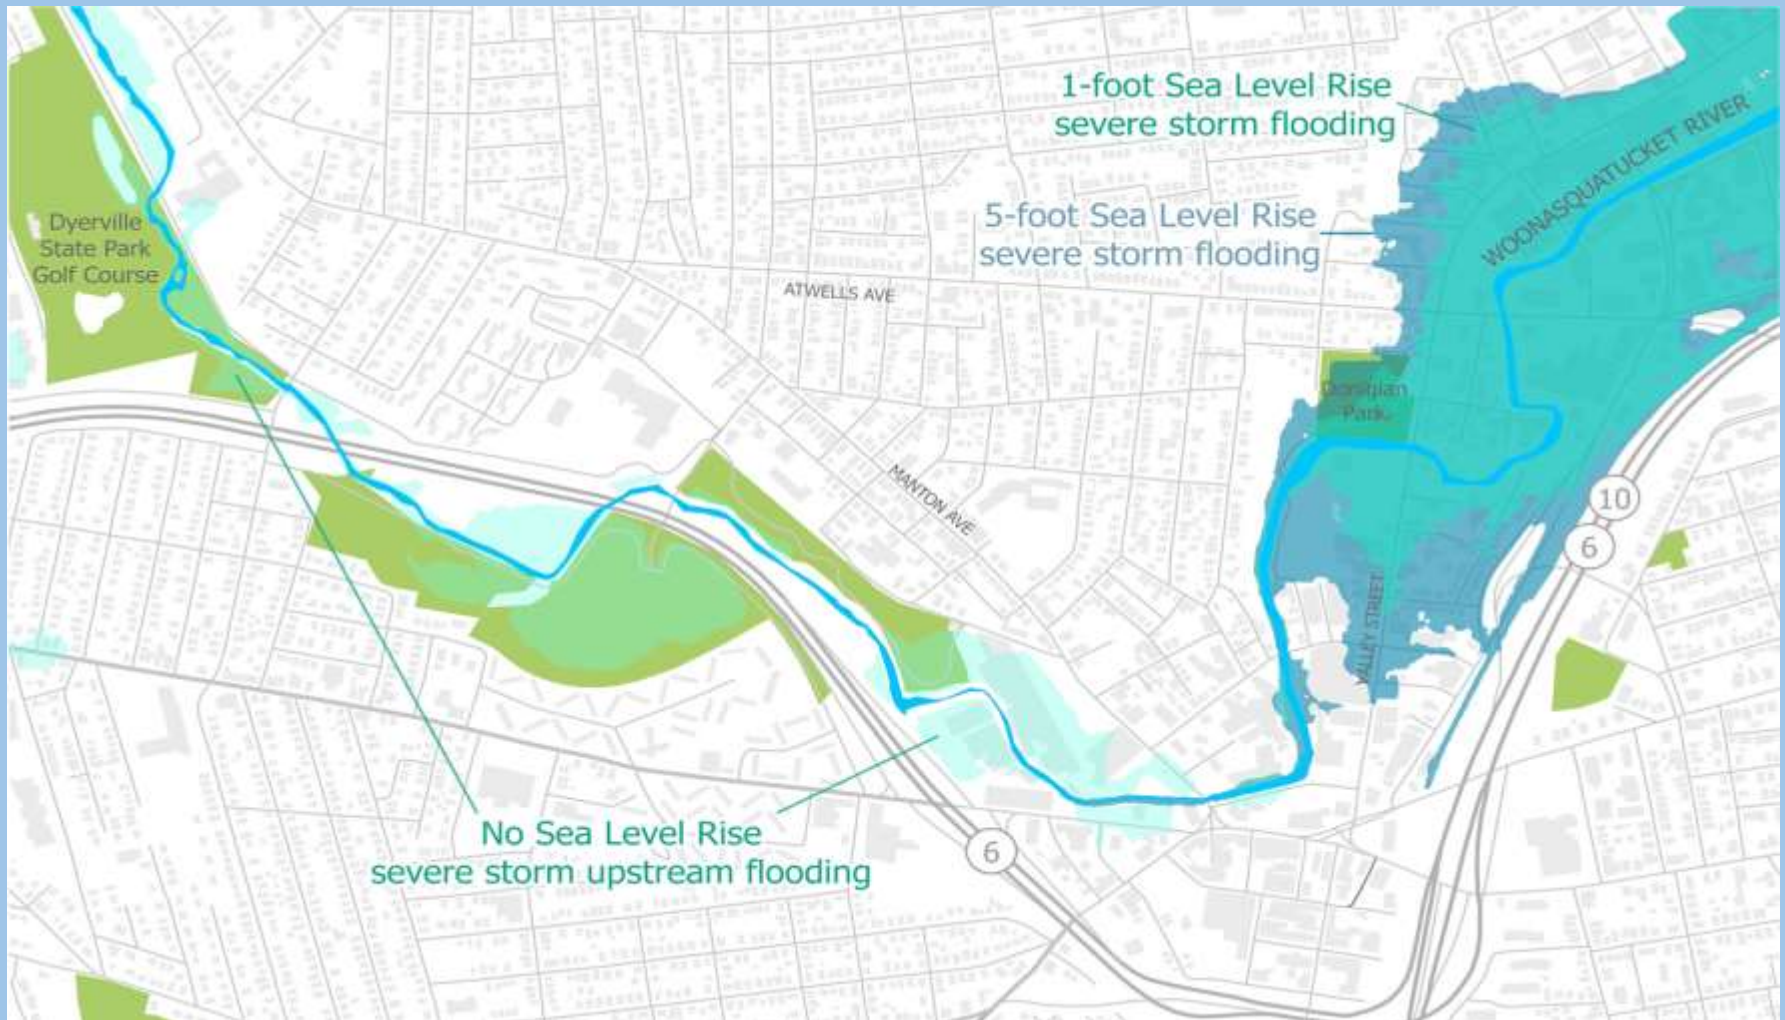 1-foot Sea Level Rise
severe storm flooding
WOONASQUATUCKET RIVER
5-foot Sea Level Rise
severe storm flooding
Dyerville
State Park
Golf Course
ATWELLS AVE
Donigian
Park
MANTON AVE
10
6
VALLEY STREET
No Sea Level Rise
severe storm upstream flooding
6